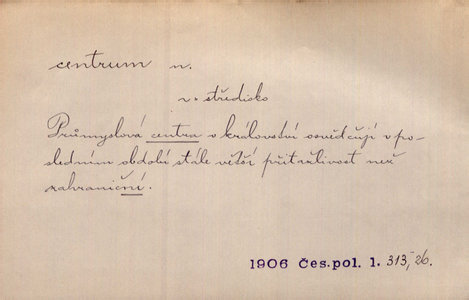 centrum n.
v. středisko
Průmyslová centra v království osvědčují v po-
sledním období stále větší přitažlivost než
zahraniční.
1906 Čes. pol. 1. 313, 26.